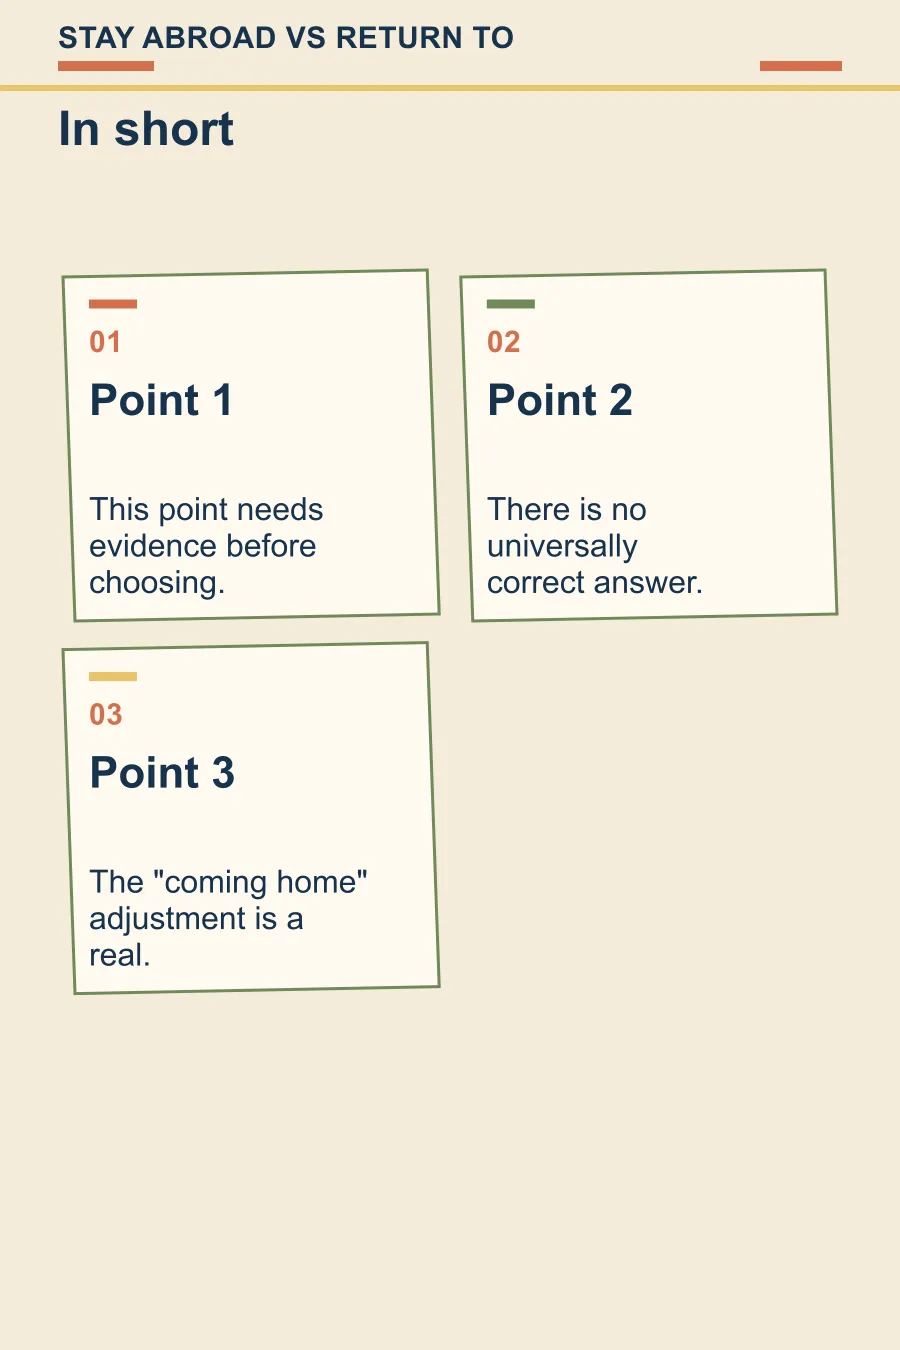 STAY ABROAD VS RETURN TO
In short
01
Point 1
This point needs
evidence before
choosing.
02
Point 2
There is no
universally
correct answer.
03
Point 3
The "coming home"
adjustment is a
real.